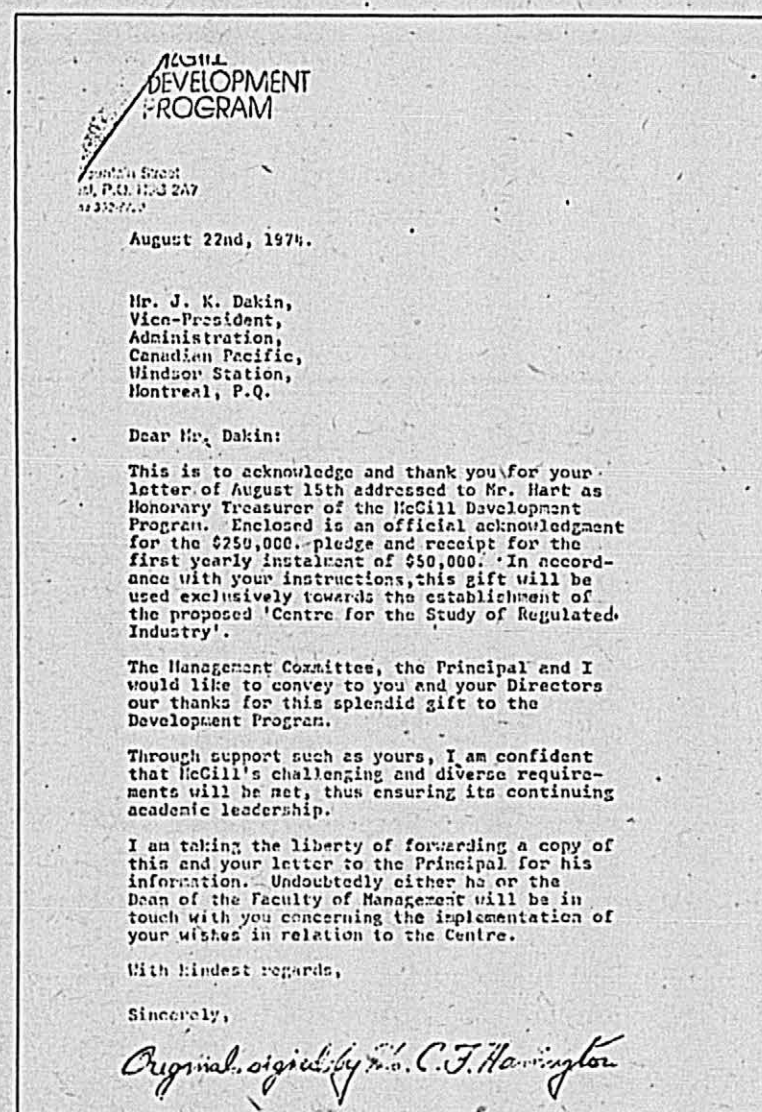 McGILL
DEVELOPMENT
PROGRAM
Street
P.Q. 2A7
August 22nd, 1974.
Mr. J. K. Dakin,
Vice-President,
Administration,
Canadian Pacific,
Windsor Station,
Montreal, P.Q.
Dear Mr. Dakin:
This is to acknowledge and thank you for your
letter of August 15th addressed to Mr. Hart as
Honorary Treasurer of the McGill Development
Program. Enclosed is an official acknowledgment
for the $250,000. pledge and receipt for the
first yearly instalment of $50,000. In accord-
ance with your instructions, this gift will be
used exclusively towards the establishment of
the proposed 'Centre for the Study of Regulated
Industry'.
The Management Committee, the Principal and I
would like to convey to you and your Directors
our thanks for this splendid gift to the
Development Program.
Through support such as yours, I am confident
that McGill's challenging and diverse require-
ments will be met, thus ensuring its continuing
academic leadership.
I am taking the liberty of forwarding a copy of
this and your letter to the Principal for his
information. Undoubtedly either he or the
Dean of the Faculty of Management will be in
touch with you concerning the implementation of
your wishes in relation to the Centre.
With kindest regards,
Sincerely,
Original signed by Mr. C. F. Harrington